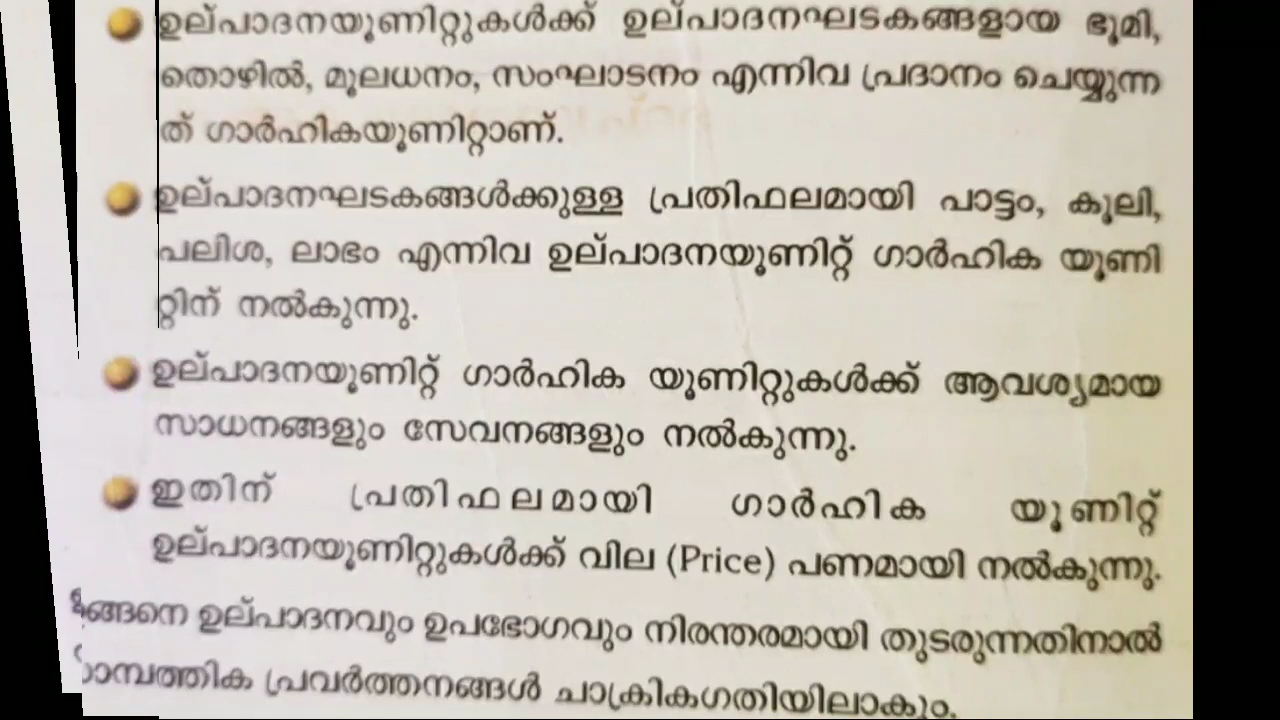 ഉല്പാദനയൂണിറ്റുകൾക്ക് ഉല്പാദനഘടകങ്ങളായ ഭൂമി,
തൊഴിൽ, മൂലധനം, സംഘാടനം എന്നിവ പ്രദാനം ചെയ്യുന്ന
ത് ഗാർഹികയൂണിറ്റാണ്.
ഉല്പാദനഘടകങ്ങൾക്കുള്ള പ്രതിഫലമായി പാട്ടം, കൂലി,
പലിശ, ലാഭം എന്നിവ ഉല്പാദനയൂണിറ്റ് ഗാർഹിക യൂണി
റ്റിന് നൽകുന്നു.
ഉല്പാദനയൂണിറ്റ് ഗാർഹിക യൂണിറ്റുകൾക്ക് ആവശ്യമായ
സാധനങ്ങളും സേവനങ്ങളും നൽകുന്നു.
ഇതിന് പ്രതിഫലമായി ഗാർഹിക യൂണിറ്റ്
ഉല്പാദനയൂണിറ്റുകൾക്ക് വില (Price) പണമായി നൽകുന്നു.
ഉല്പാദനവും ഉപഭോഗവും നിരന്തരമായി തുടരുന്നതിനാൽ
പ്രവർത്തനങ്ങൾ ചാക്രികഗതിയിലാകും.